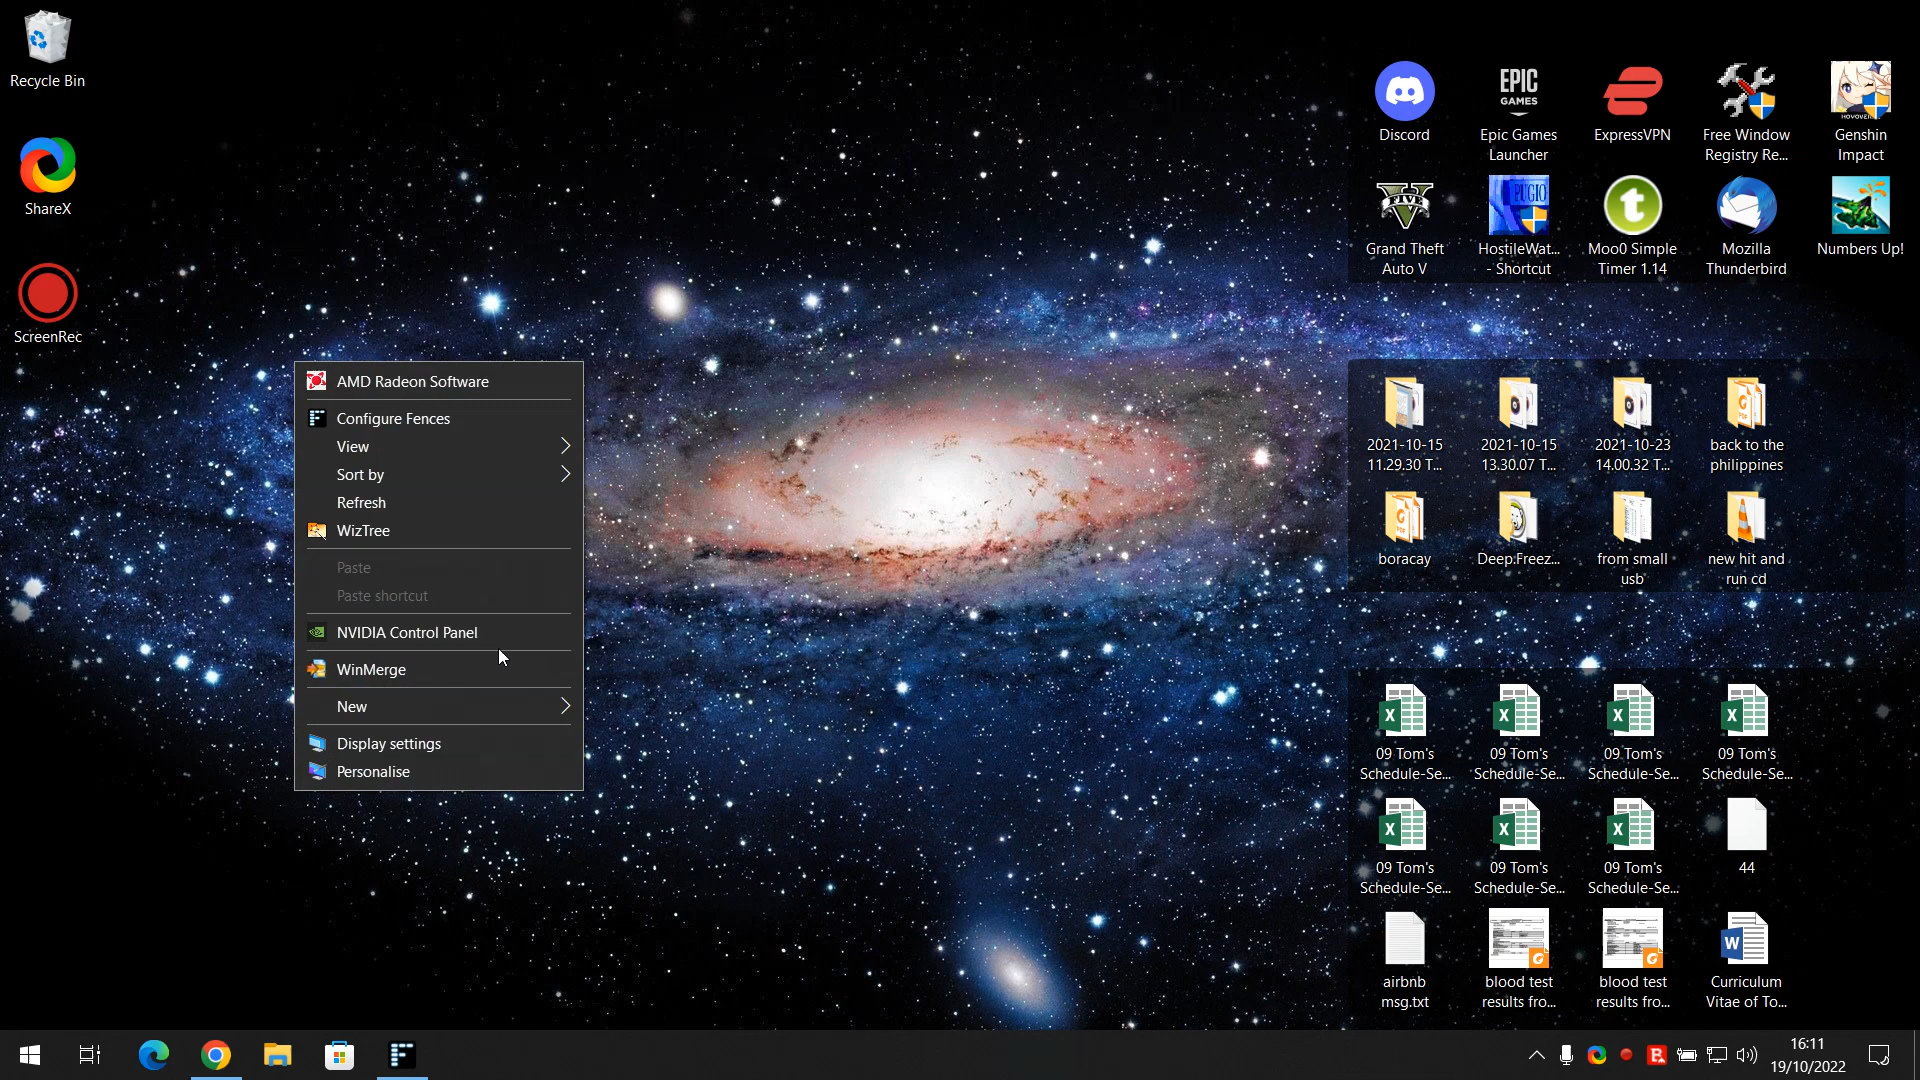 Recycle Bin
ShareX
ScreenRec
AMD Radeon Software
Configure Fences
View
Sort by
Refresh
WizTree
Paste
Paste shortcut
NVIDIA Control Panel
WinMerge
New
Display settings
Personalise
Discord
EPIC
GAMES
Epic Games
Launcher
ExpressVPN
Free Window
Registry Re...
Genshin
Impact
FIVE
Grand Theft
Auto V
PUGIO
HostileWat...
- Shortcut
t
Moo0 Simple
Timer 1.14
Mozilla
Thunderbird
Numbers Up!
2021-10-15
11.29.30 T...
2021-10-15
13.30.07 T...
2021-10-23
14.00.32 T...
PDF
back to the
philippines
PDF
boracay
Deep.Freez...
from small
usb
new hit and
run cd
X
09 Tom's
Schedule-Se...
X
09 Tom's
Schedule-Se...
X
09 Tom's
Schedule-Se...
X
09 Tom's
Schedule-Se...
X
09 Tom's
Schedule-Se...
X
09 Tom's
Schedule-Se...
X
09 Tom's
Schedule-Se...
44
airbnb
msg.txt
blood test
results fro...
blood test
results fro...
W
Curriculum
Vitae of To...
16:11
19/10/2022